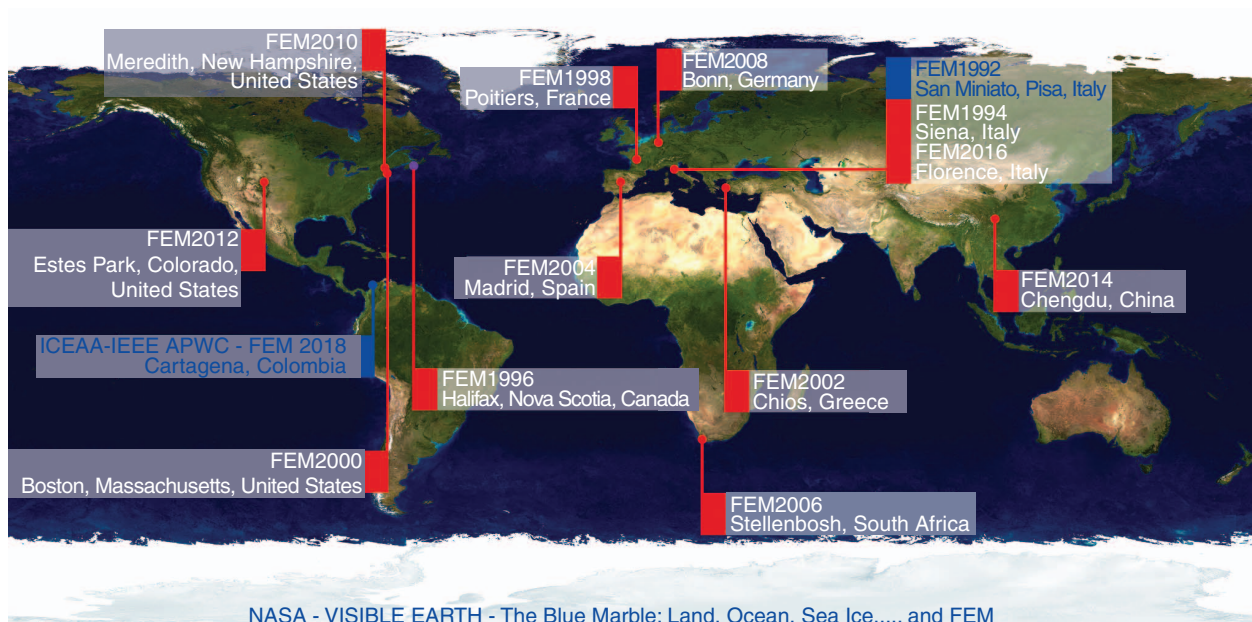 FEM2010
Meredith, New Hampshire,
United States
FEM1998
Poitiers, France
FEM2008
Bonn, Germany
FEM1992
San Miniato, Pisa, Italy
FEM1994
Siena, Italy
FEM2016
Florence, Italy
FEM2012
Estes Park, Colorado,
United States
FEM2004
Madrid, Spain
FEM2014
Chengdu, China
ICEAA-IEEE APWC - FEM 2018
Cartagena, Colombia
FEM1996
Halifax, Nova Scotia, Canada
FEM2002
Chios, Greece
FEM2000
Boston, Massachusetts, United States
FEM2006
Stellenbosh, South Africa
NASA - VISIBLE EARTH - The Blue Marble: Land, Ocean, Sea Ice..... and FEM